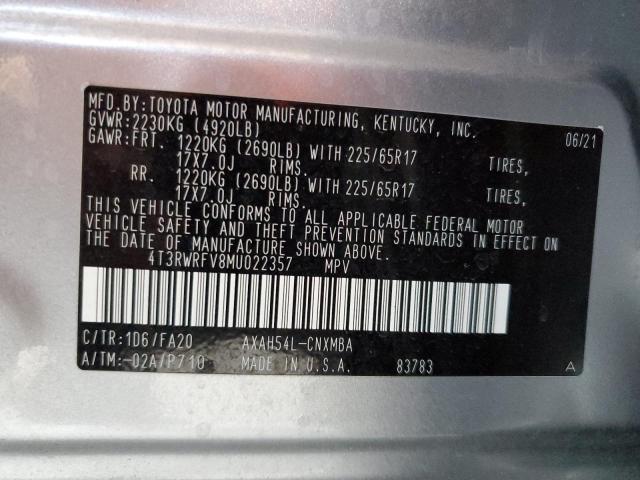 MFD.BY:TOYOTA MOTOR MANUFACTURING, KENTUCKY, INC.
GVWR:2230KG (4920LB) 06/21
GAWR:FRT. 1220KG (2690LB) WITH 225/65R17 TIRES,
17X7.0J RIMS.
RR. 1220KG (2690LB) WITH 225/65R17 TIRES,
17X7.0J RIMS.
THIS VEHICLE CONFORMS TO ALL APPLICABLE FEDERAL MOTOR
VEHICLE SAFETY AND THEFT PREVENTION STANDARDS IN EFFECT ON
THE DATE OF MANUFACTURE SHOWN ABOVE.
4T3RWRFV8MU022357 MPV
C/TR:1D6/FA20 AXAH54L-CNXMBA
A/TM:-02A/P710 MADE IN U.S.A. 83783 A